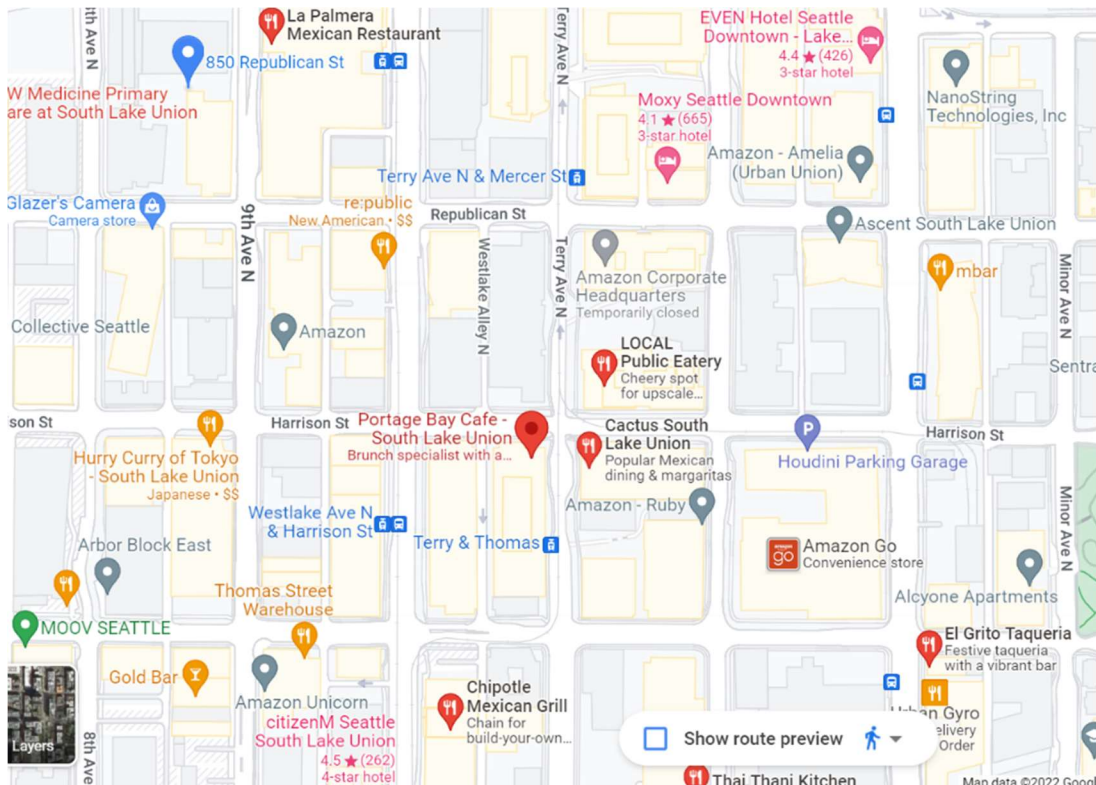 La Palmera
Mexican Restaurant
8th Ave N
850 Republican St
W Medicine Primary
are at South Lake Union
Terry Ave N
EVEN Hotel Seattle
Downtown - Lake...
4.4 ★ (426)
3-star hotel
NanoString
Technologies, Inc
Moxy Seattle Downtown
4.1 ★ (665)
3-star hotel
Amazon - Amelia
(Urban Union)
Terry Ave N & Mercer St
Glazer's Camera
Camera store
9th Ave N
re:public
New American • $$
Republican St
Ascent South Lake Union
Westlake Alley N
Terry Ave N
Amazon Corporate
Headquarters
Temporarily closed
mbar
Minor Ave N
Collective Seattle
Amazon
LOCAL
Public Eatery
Cheery spot
for upscale...
Sentra
son St
Harrison St
Portage Bay Cafe -
South Lake Union
Brunch specialist with a...
Cactus South
Lake Union
Popular Mexican
dining & margaritas
P
Harrison St
Houdini Parking Garage
Hurry Curry of Tokyo
- South Lake Union
Japanese • $$
Amazon - Ruby
Minor Ave N
Westlake Ave N
& Harrison St
Terry & Thomas
Arbor Block East
amazon
go
Amazon Go
Convenience store
Thomas Street
Warehouse
Alcyone Apartments
MOOV SEATTLE
El Grito Taqueria
Festive taqueria
with a vibrant bar
Gold Bar
Amazon Unicorn
Chipotle
Mexican Grill
Chain for
build-your-own...
citizenM Seattle
South Lake Union
4.5 ★ (262)
4-star hotel
Gyro
elivery
Order
8th Ave
Layers
Show route preview
Thai Thani Kitchen
Map data ©2022 Google